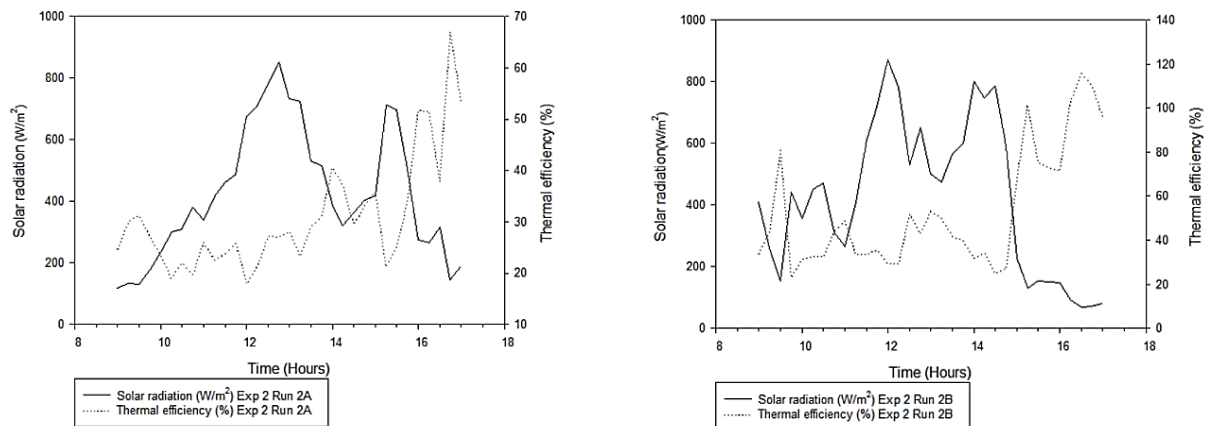 1000
800
600
400
200
0
Solar radiation (W/m²)
70
60
50
40
30
20
10
Thermal efficiency (%)
8 10 12 14 16 18
Time (Hours)
Solar radiation (W/m²) Exp 2 Run 2A
Thermal efficiency (%) Exp 2 Run 2A
1000
800
600
400
200
0
Solar radiation(W/m²)
140
120
100
80
60
40
20
0
Thermal efficiency (%)
8 10 12 14 16 18
Time (Hours)
Solar radiation (W/m²) Exp 2 Run 2B
Thermal efficiency (%) Exp 2 Run 2B